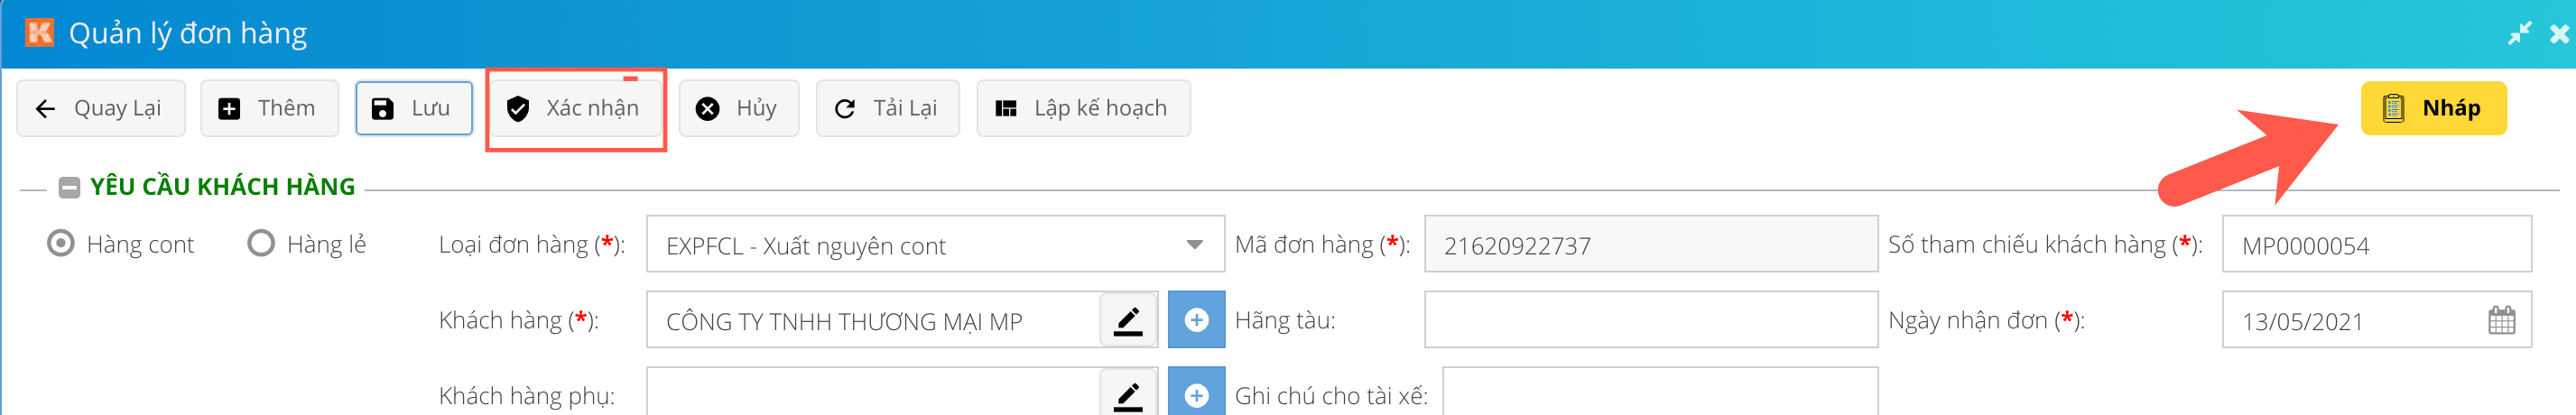 K Quản lý đơn hàng
Quay Lại Thêm Lưu Xác nhận Hủy Tải Lại Lập kế hoạch Nháp
YÊU CẦU KHÁCH HÀNG
Hàng cont Hàng lẻ Loại đơn hàng (*): EXPFCL - Xuất nguyên cont Mã đơn hàng (*): 21620922737 Số tham chiếu khách hàng (*): MP0000054
Khách hàng (*): CÔNG TY TNHH THƯƠNG MẠI MP Hãng tàu: Ngày nhận đơn (*): 13/05/2021
Khách hàng phụ: Ghi chú cho tài xế: